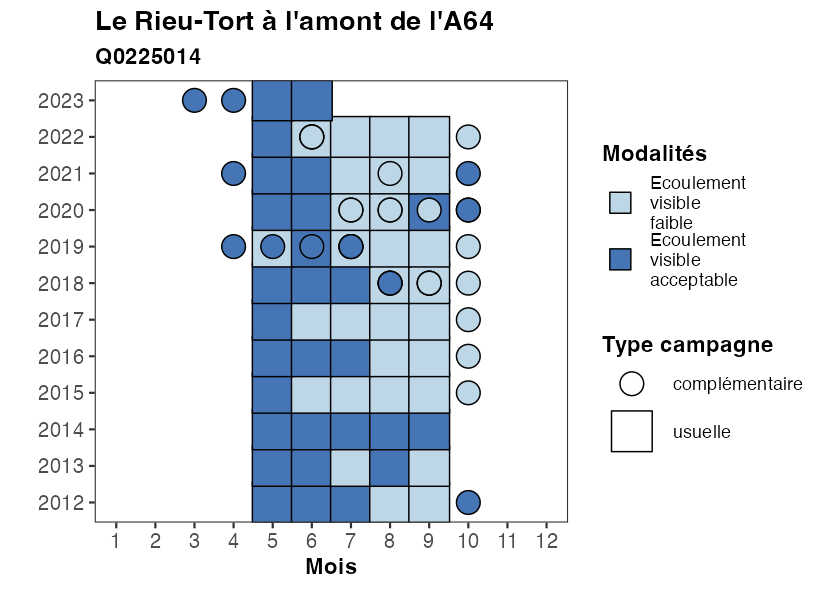 Le Rieu-Tort à l'amont de l'A64
Q0225014
2023
2022
2021
2020
2019
2018
2017
2016
2015
2014
2013
2012
1 2 3 4 5 6 7 8 9 10 11 12
Mois
Modalités
Ecoulement
visible
faible
Ecoulement
visible
acceptable
Type campagne
complémentaire
usuelle